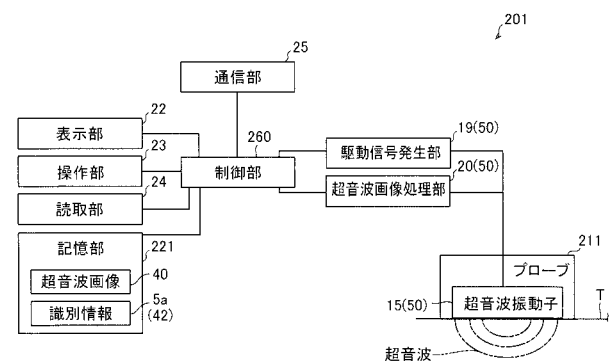 201
25
通信部
22
表示部
23
操作部
24
読取部
260
制御部
19(50)
駆動信号発生部
20(50)
超音波画像処理部
記憶部
221
超音波画像
40
識別情報
5a
(42)
211
プローブ
15(50)
超音波振動子
T
超音波